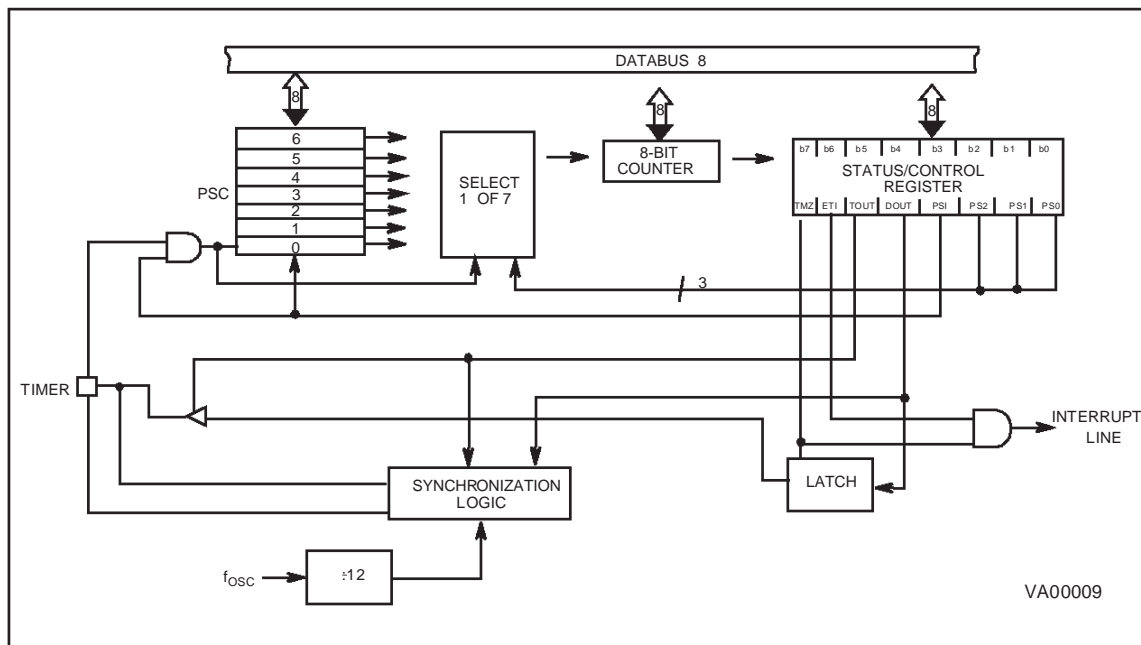 DATABUS 8
8
8
8
PSC
6
5
4
3
2
1
0
SELECT
1 OF 7
8-BIT
COUNTER
b7 b6 b5 b4 b3 b2 b1 b0
STATUS/CONTROL
REGISTER
TMZ ETI TOUT DOUT PSI PS2 PS1 PS0
3
TIMER
INTERRUPT
LINE
LATCH
SYNCHRONIZATION
LOGIC
fOSC
÷12
VA00009